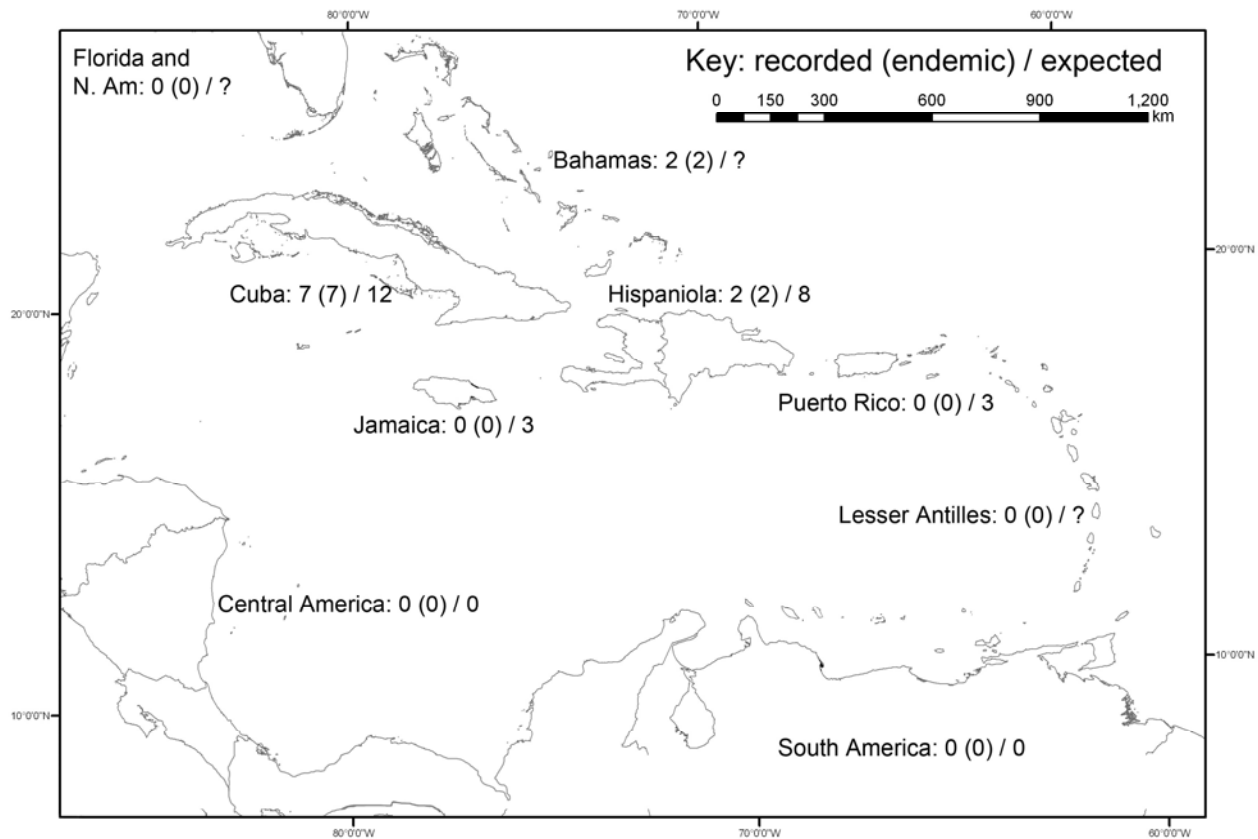 80°0'0"W 70°0'0"W 60°0'0"W
Florida and
N. Am: 0 (0) / ?
Key: recorded (endemic) / expected
0 150 300 600 900 1,200
km
Bahamas: 2 (2) / ?
20°0'0"N
Cuba: 7 (7) / 12
Hispaniola: 2 (2) / 8
20°0'0"N
Puerto Rico: 0 (0) / 3
Jamaica: 0 (0) / 3
Lesser Antilles: 0 (0) / ?
Central America: 0 (0) / 0
10°0'0"N
10°0'0"N
South America: 0 (0) / 0
80°0'0"W 70°0'0"W 60°0'0"W